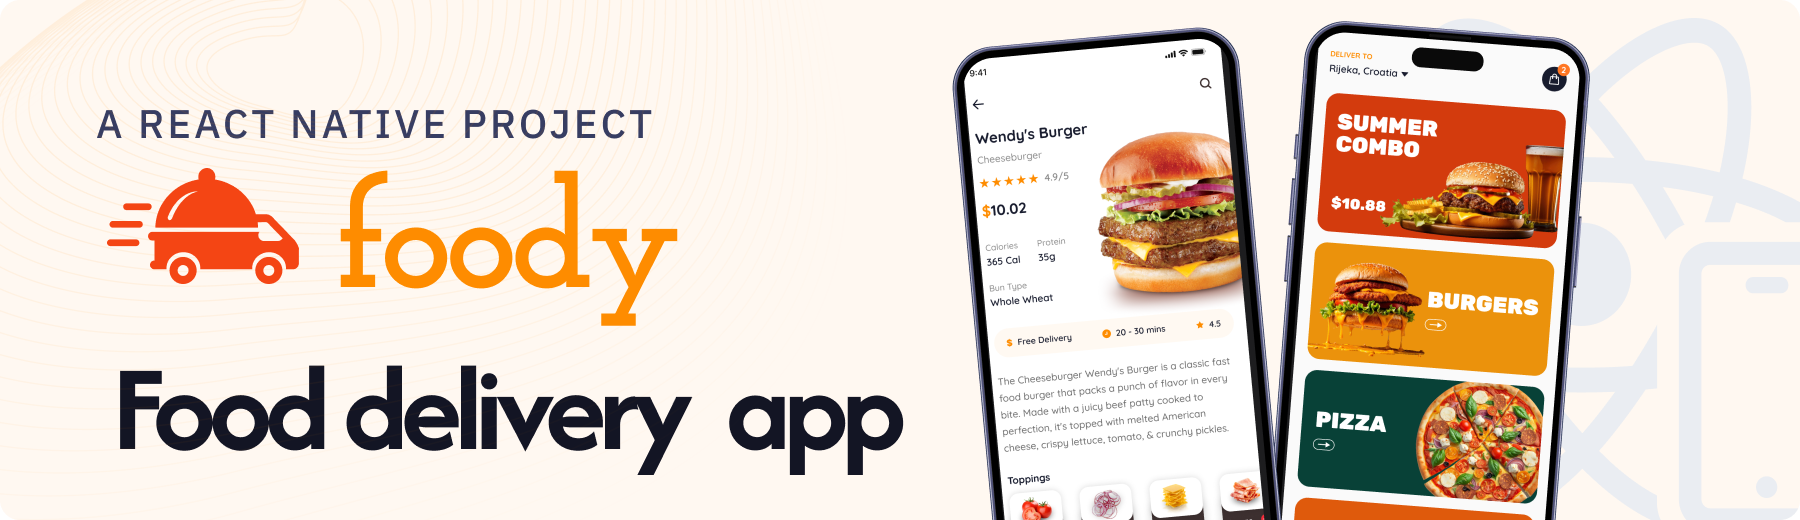 A REACT NATIVE PROJECT
foody
Food delivery app
9:41
Wendy's Burger
Cheeseburger
4.9/5
$10.02
Calories
Protein
365 Cal
35g
Bun Type
Whole Wheat
$ Free Delivery
20 - 30 mins
4.5
The Cheeseburger Wendy's Burger is a classic fast
food burger that packs a punch of flavor in every
bite. Made with a juicy beef patty cooked to
perfection, it's topped with melted American
cheese, crispy lettuce, tomato, & crunchy pickles.
Toppings
DELIVER TO
Rijeka, Croatia
2
SUMMER
COMBO
$10.88
BURGERS
PIZZA